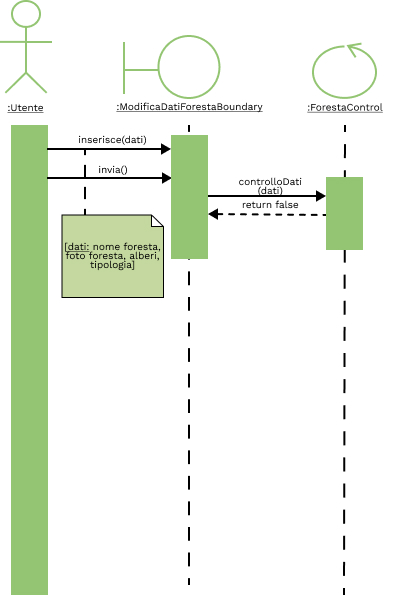 :Utente
:ModificaDatiForestaBoundary
:ForestaControl
inserisce(dati)
invia()
controlloDati
(dati)
return false
[dati: nome foresta,
foto foresta, alberi,
tipologia]